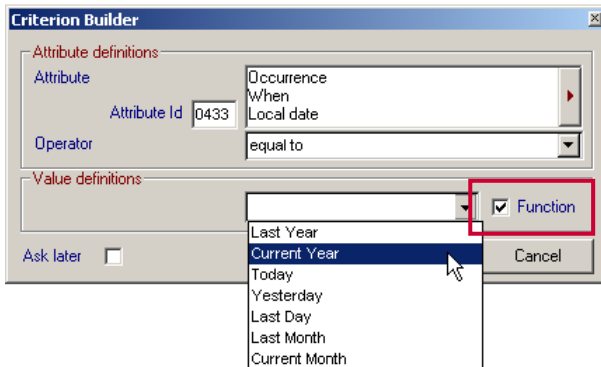 Criterion Builder
Attribute definitions
Attribute
Occurrence
When
Attribute Id 0433 Local date
Operator equal to
Value definitions
Function
Last Year
Ask later Current Year Cancel
Today
Yesterday
Last Day
Last Month
Current Month